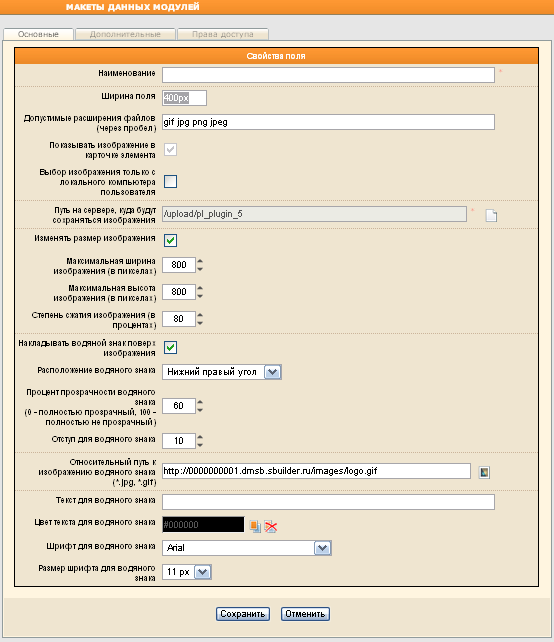 МАКЕТЫ ДАННЫХ МОДУЛЕЙ
Основные
Дополнительные
Права доступа
Свойства поля
Наименование
*
Ширина поля
400px
Допустимые расширения файлов
(через пробел)
gif jpg png jpeg
Показывать изображение в
карточке элемента
Выбор изображения только с
локального компьютера
пользователя
Путь на сервере, куда будут
сохраняться изображения
/upload/pl_plugin_5
*
Изменять размер изображения
Максимальная ширина
изображения (в пикселах)
800
Максимальная высота
изображения (в пикселах)
800
Степень сжатия изображения (в
процентах)
80
Накладывать водяной знак поверх
изображения
Расположение водяного знака
Нижний правый угол
Процент прозрачности водяного
знака
(0 - полностью прозрачный, 100 -
полностью не прозрачный)
60
Отступ для водяного знака
10
Относительный путь к
изображению водяного знака
(*.jpg, *.gif)
http://0000000001.dmsb.sbuilder.ru/images/logo.gif
Текст для водяного знака
Цвет текста для водяного знака
#000000
Шрифт для водяного знака
Arial
Размер шрифта для водяного
знака
11 px
Сохранить
Отменить